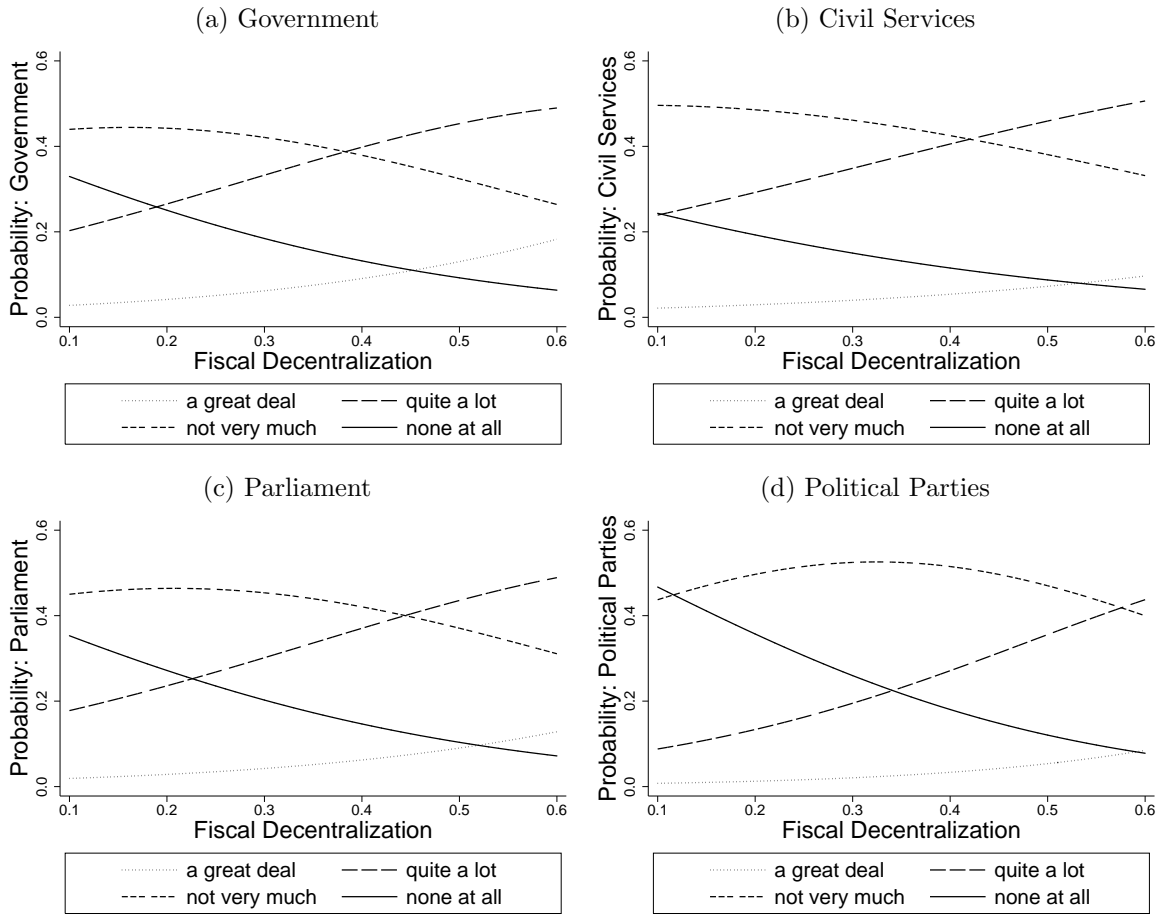 (a) Government
Probability: Government
0.6
0.4
0.2
0.0
0.1 0.2 0.3 0.4 0.5 0.6
Fiscal Decentralization
a great deal quite a lot
not very much none at all
(b) Civil Services
Probability: Civil Services
0.6
0.4
0.2
0.0
0.1 0.2 0.3 0.4 0.5 0.6
Fiscal Decentralization
a great deal quite a lot
not very much none at all
(c) Parliament
Probability: Parliament
0.6
0.4
0.2
0.0
0.1 0.2 0.3 0.4 0.5 0.6
Fiscal Decentralization
a great deal quite a lot
not very much none at all
(d) Political Parties
Probability: Political Parties
0.6
0.4
0.2
0.0
0.1 0.2 0.3 0.4 0.5 0.6
Fiscal Decentralization
a great deal quite a lot
not very much none at all